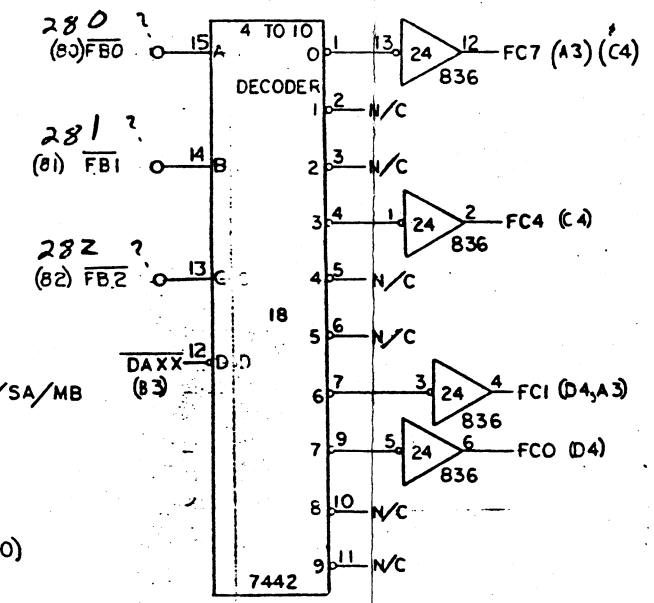 280 ?
(80) FB0
15 A
4 TO 10
DECODER
0 1
13 24 12
836
FC7 (A3) (C4)
1 2 N/C
281 ?
(81) FB1
14 B
2 3 N/C
3 4
1 24 2
836
FC4 (C4)
282 ?
(82) FB2
13 C
4 5 N/C
18
5 6 N/C
DAXX 12 D
(B3)
/SA/MB
6 7
3 24 4
836
FC1 (D4,A3)
7 9
5 24 6
836
FC0 (D4)
8 10 N/C
0)
9 11 N/C
7442